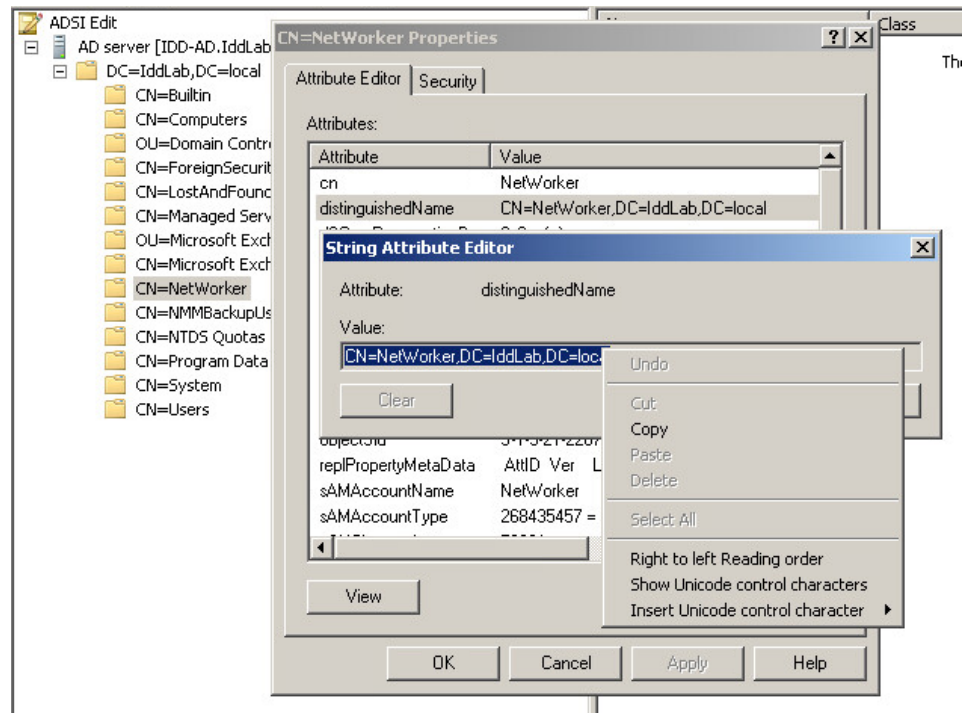 ADSI Edit
AD server [IDD-AD.IddLab
DC=IddLab,DC=local
CN=Builtin
CN=Computers
OU=Domain Contr
CN=ForeignSecurit
CN=LostAndFound
CN=Managed Serv
OU=Microsoft Exch
CN=Microsoft Exch
CN=NetWorker
CN=NMMBackupUs
CN=NTDS Quotas
CN=Program Data
CN=System
CN=Users
Class
The
CN=NetWorker Properties
Attribute Editor Security
Attributes:
Attribute Value
cn NetWorker
distinguishedName CN=NetWorker,DC=IddLab,DC=local
String Attribute Editor
Attribute: distinguishedName
Value:
CN=NetWorker,DC=IddLab,DC=loca
Clear
Undo
Cut
Copy
Paste
Delete
Select All
Right to left Reading order
Show Unicode control characters
Insert Unicode control character
objectSid
replPropertyMetaData AttID Ver L
sAMAccountName NetWorker
sAMAccountType 268435457 =
View
OK Cancel Apply Help